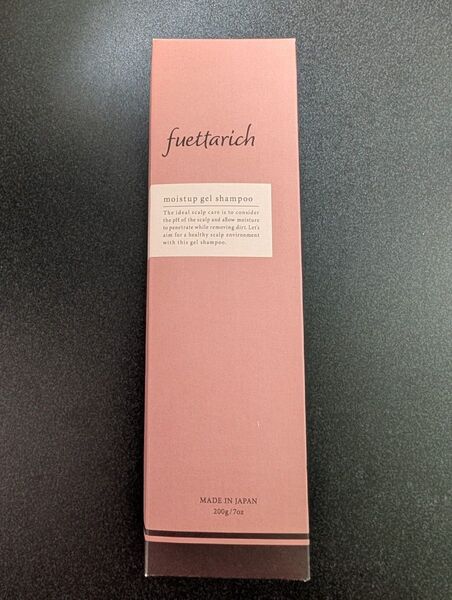 fuettarich
moistup gel shampoo
The ideal scalp care is to consider
the pH of the scalp and allow moisture
to penetrate while removing dirt. Let's
aim for a healthy scalp environment
with this gel shampoo.
MADE IN JAPAN
200g/7oz